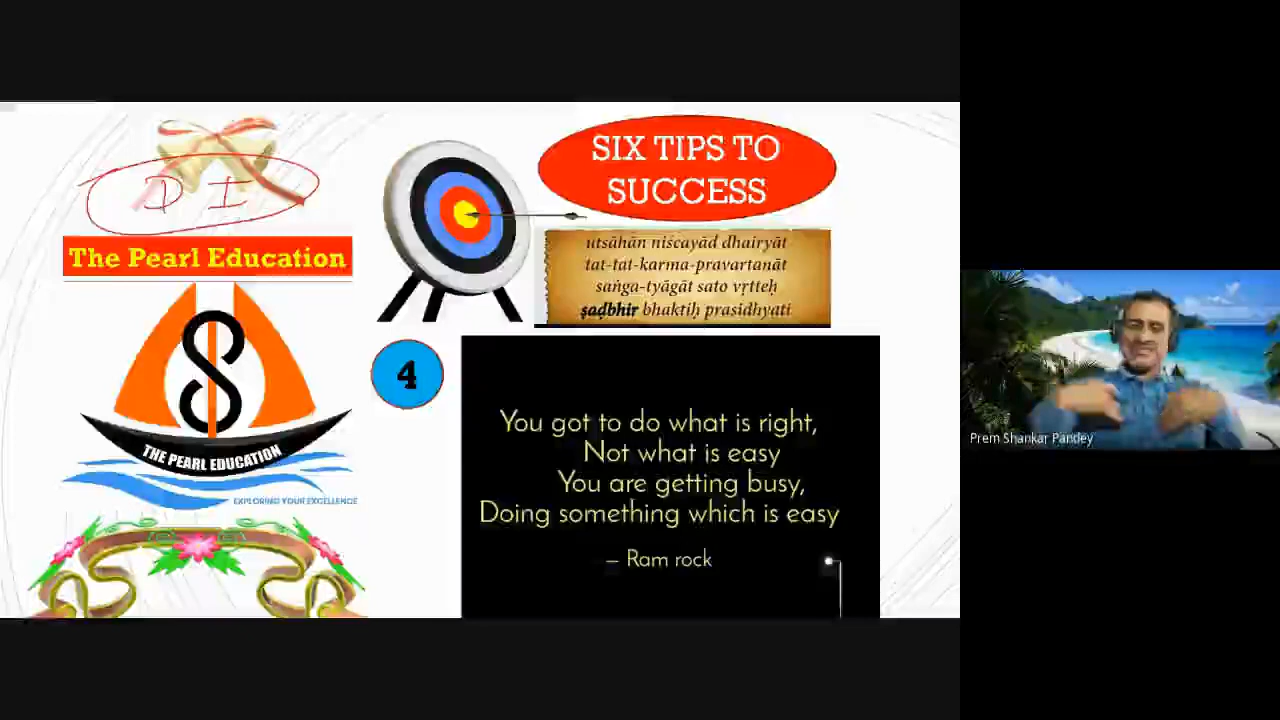 D I
The Pearl Education
THE PEARL EDUCATION
EXPLORING YOUR EXCELLENCE
SIX TIPS TO
SUCCESS
utsāhān niścayād dhairyāt
tat-tat-karma-pravartanāt
saṅga-tyāgāt sato vṛtteḥ
ṣaḍbhir bhaktiḥ prasidhyati
4
You got to do what is right,
Not what is easy
You are getting busy,
Doing something which is easy
– Ram rock
Prem Shankar Pandey